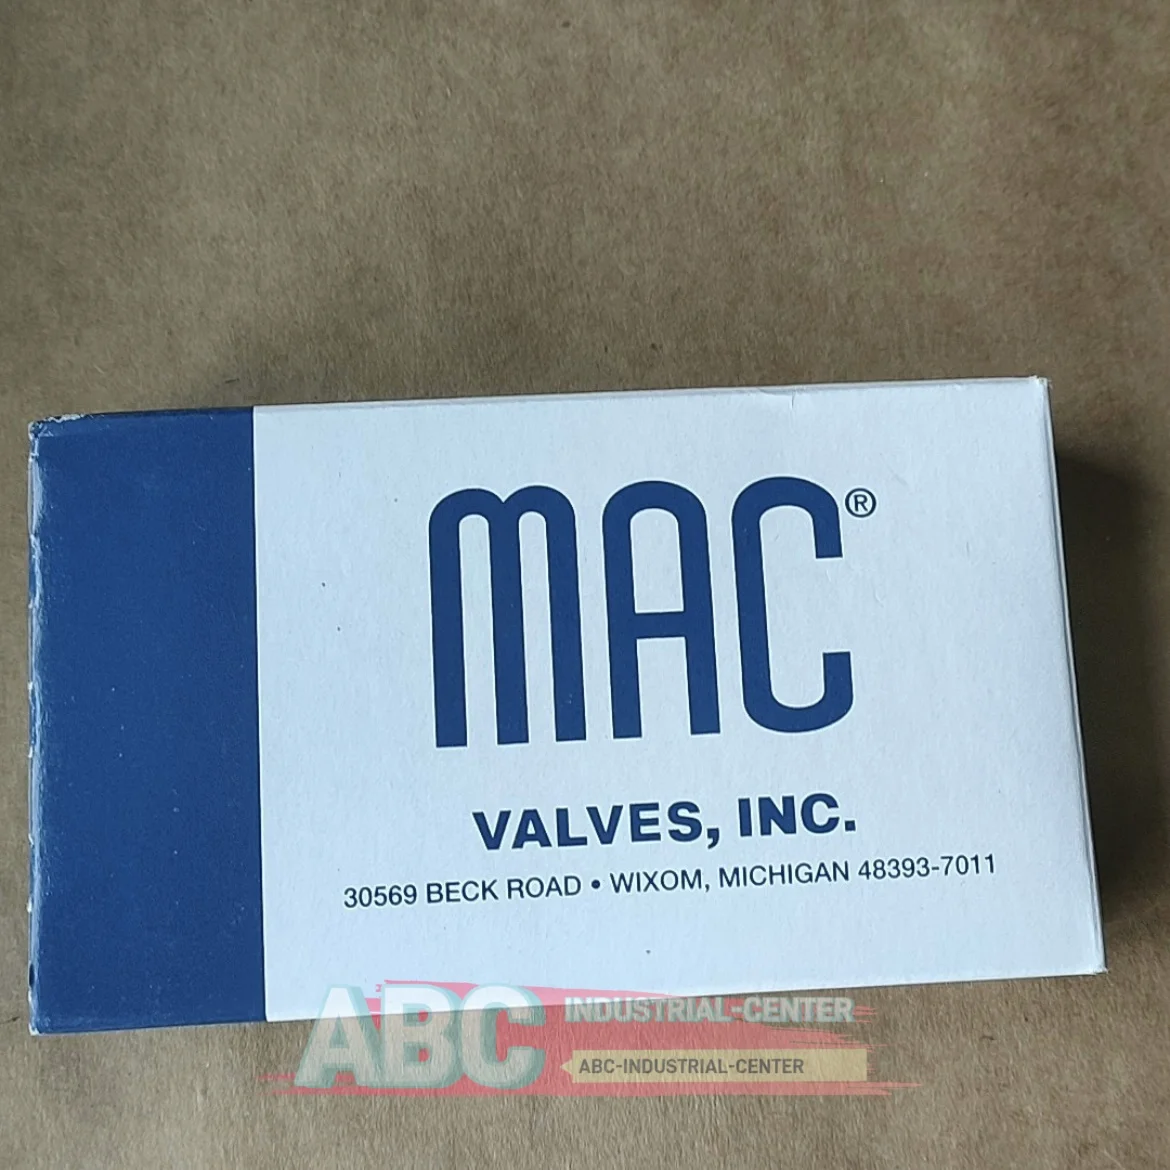 MAC®
VALVES, INC.
30569 BECK ROAD • WIXOM, MICHIGAN 48393-7011
ABC INDUSTRIAL-CENTER
ABC-INDUSTRIAL-CENTER